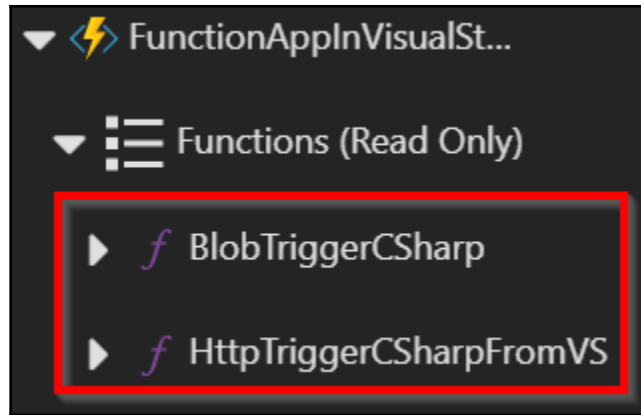 FunctionAppInVisualSt...
Functions (Read Only)
f BlobTriggerCSharp
f HttpTriggerCSharpFromVS